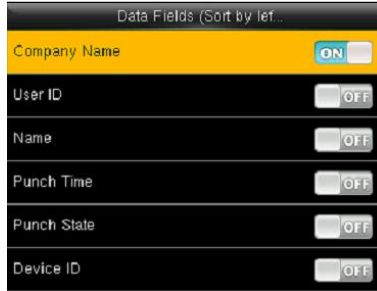 Data Fields (Sort by lef...
Company Name ON
User ID OFF
Name OFF
Punch Time OFF
Punch State OFF
Device ID OFF